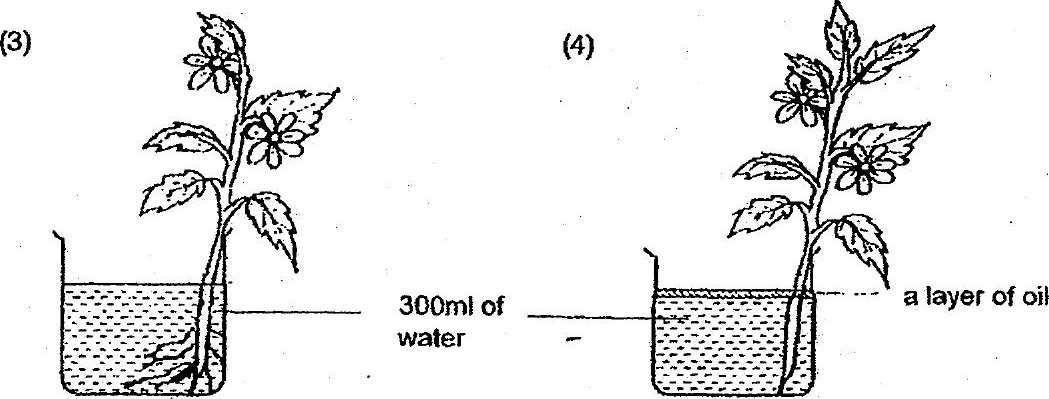 (3)
(4)
300ml of
water
a layer of oil